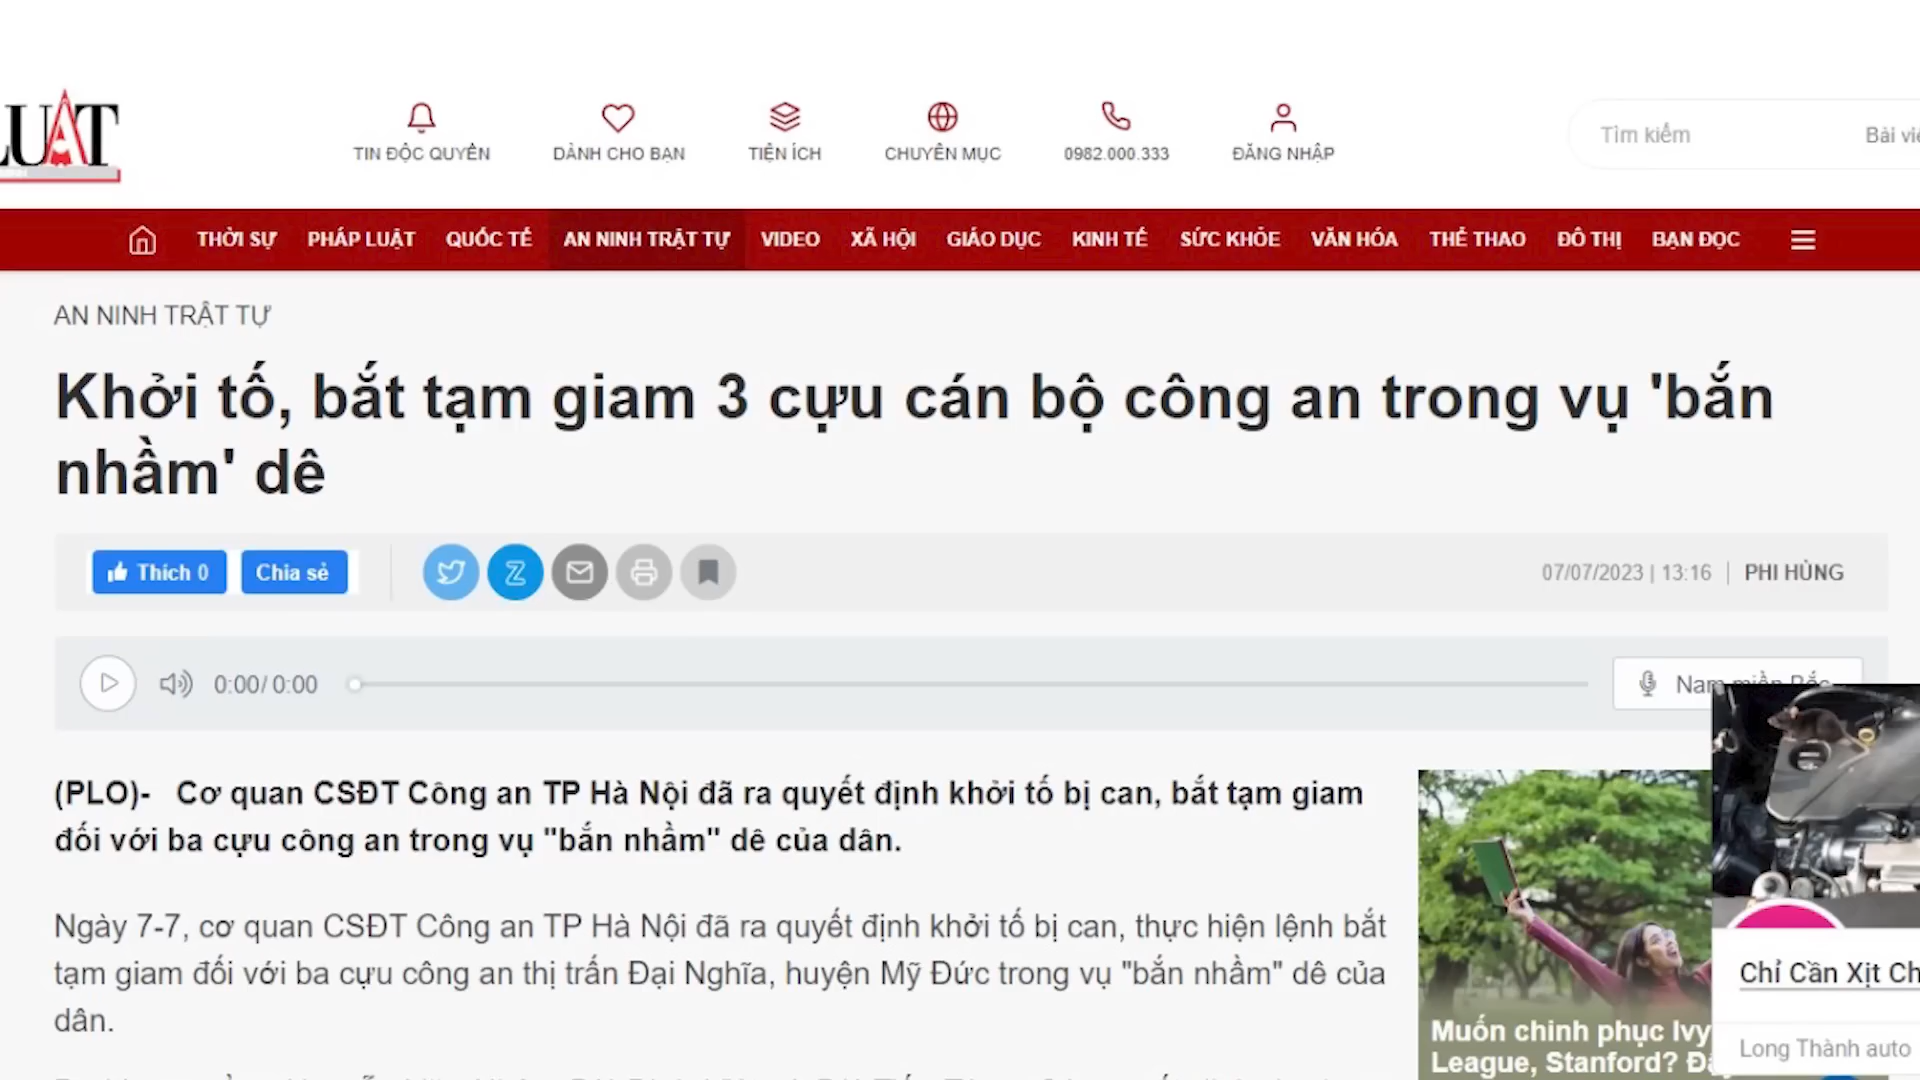 LUẬT
TIN ĐỘC QUYỀN
DÀNH CHO BẠN
TIỆN ÍCH
CHUYÊN MỤC
0982.000.333
ĐĂNG NHẬP
Tìm kiếm
Bài
THỜI SỰ PHÁP LUẬT QUỐC TẾ AN NINH TRẬT TỰ VIDEO XÃ HỘI GIÁO DỤC KINH TẾ SỨC KHỎE VĂN HÓA THỂ THAO ĐÔ THỊ BẠN ĐỌC
AN NINH TRẬT TỰ
Khởi tố, bắt tạm giam 3 cựu cán bộ công an trong vụ 'bắn
nhầm' dê
Thích 0 Chia sẻ
07/07/2023 | 13:16 | PHI HÙNG
0:00/ 0:00
Nam miền Bắc
(PLO)- Cơ quan CSĐT Công an TP Hà Nội đã ra quyết định khởi tố bị can, bắt tạm giam
đối với ba cựu công an trong vụ "bắn nhầm" dê của dân.
Ngày 7-7, cơ quan CSĐT Công an TP Hà Nội đã ra quyết định khởi tố bị can, thực hiện lệnh bắt
tạm giam đối với ba cựu công an thị trấn Đại Nghĩa, huyện Mỹ Đức trong vụ "bắn nhầm" dê của
dân.
Muốn chinh phục Ivy
League, Stanford?
Chỉ Cần Xịt
Long Thành auto